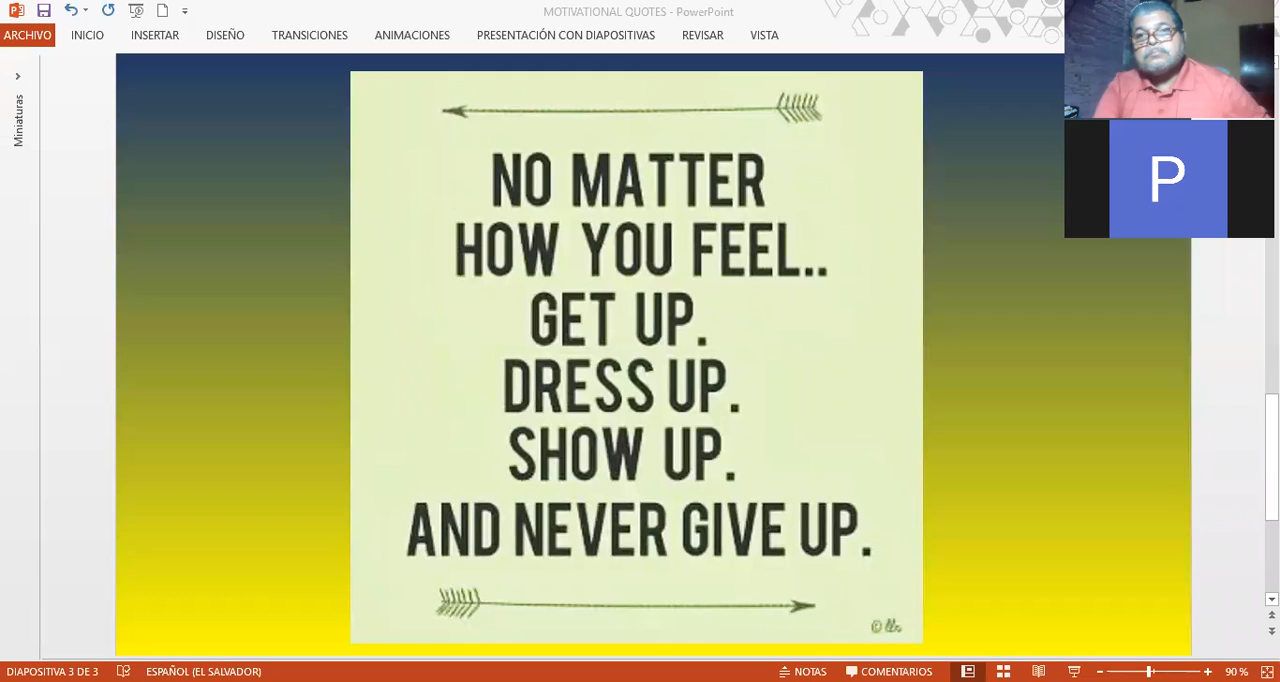 MOTIVATIONAL QUOTES - PowerPoint
ARCHIVO INICIO INSERTAR DISEÑO TRANSICIONES ANIMACIONES PRESENTACIÓN CON DIAPOSITIVAS REVISAR VISTA
Miniaturas
P
NO MATTER
HOW YOU FEEL..
GET UP.
DRESS UP.
SHOW UP.
AND NEVER GIVE UP.
DIAPOSITIVA 3 DE 3 ESPAÑOL (EL SALVADOR) NOTAS COMENTARIOS 90 %